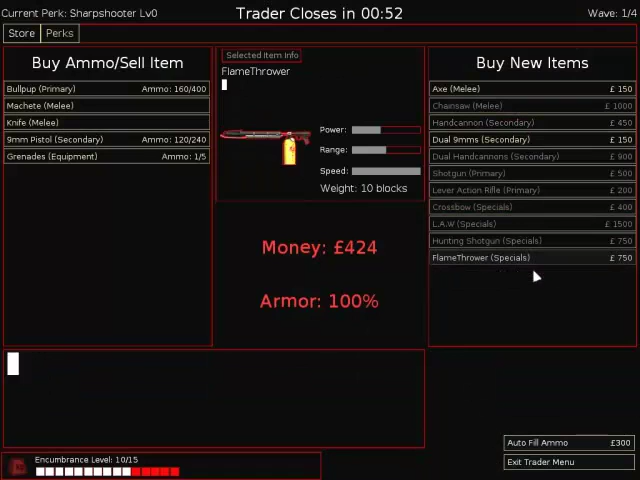 Current Perk: Sharpshooter Lv0
Trader Closes in 00:52
Wave: 1/4
Store
Perks
Buy Ammo/Sell Item
Bullpup (Primary) Ammo: 160/400
Machete (Melee)
Knife (Melee)
9mm Pistol (Secondary) Ammo: 120/240
Grenades (Equipment) Ammo: 1/5
Selected Item Info
FlameThrower
Power:
Range:
Speed:
Weight: 10 blocks
Money: £424
Armor: 100%
Buy New Items
Axe (Melee) £ 150
Chainsaw (Melee) £ 1000
Handcannon (Secondary) £ 450
Dual 9mms (Secondary) £ 150
Dual Handcannons (Secondary) £ 900
Shotgun (Primary) £ 500
Lever Action Rifle (Primary) £ 200
Crossbow (Specials) £ 400
L.A.W (Specials) £ 1500
Hunting Shotgun (Specials) £ 750
FlameThrower (Specials) £ 750
Auto Fill Ammo £300
Exit Trader Menu
Encumbrance Level: 10/15